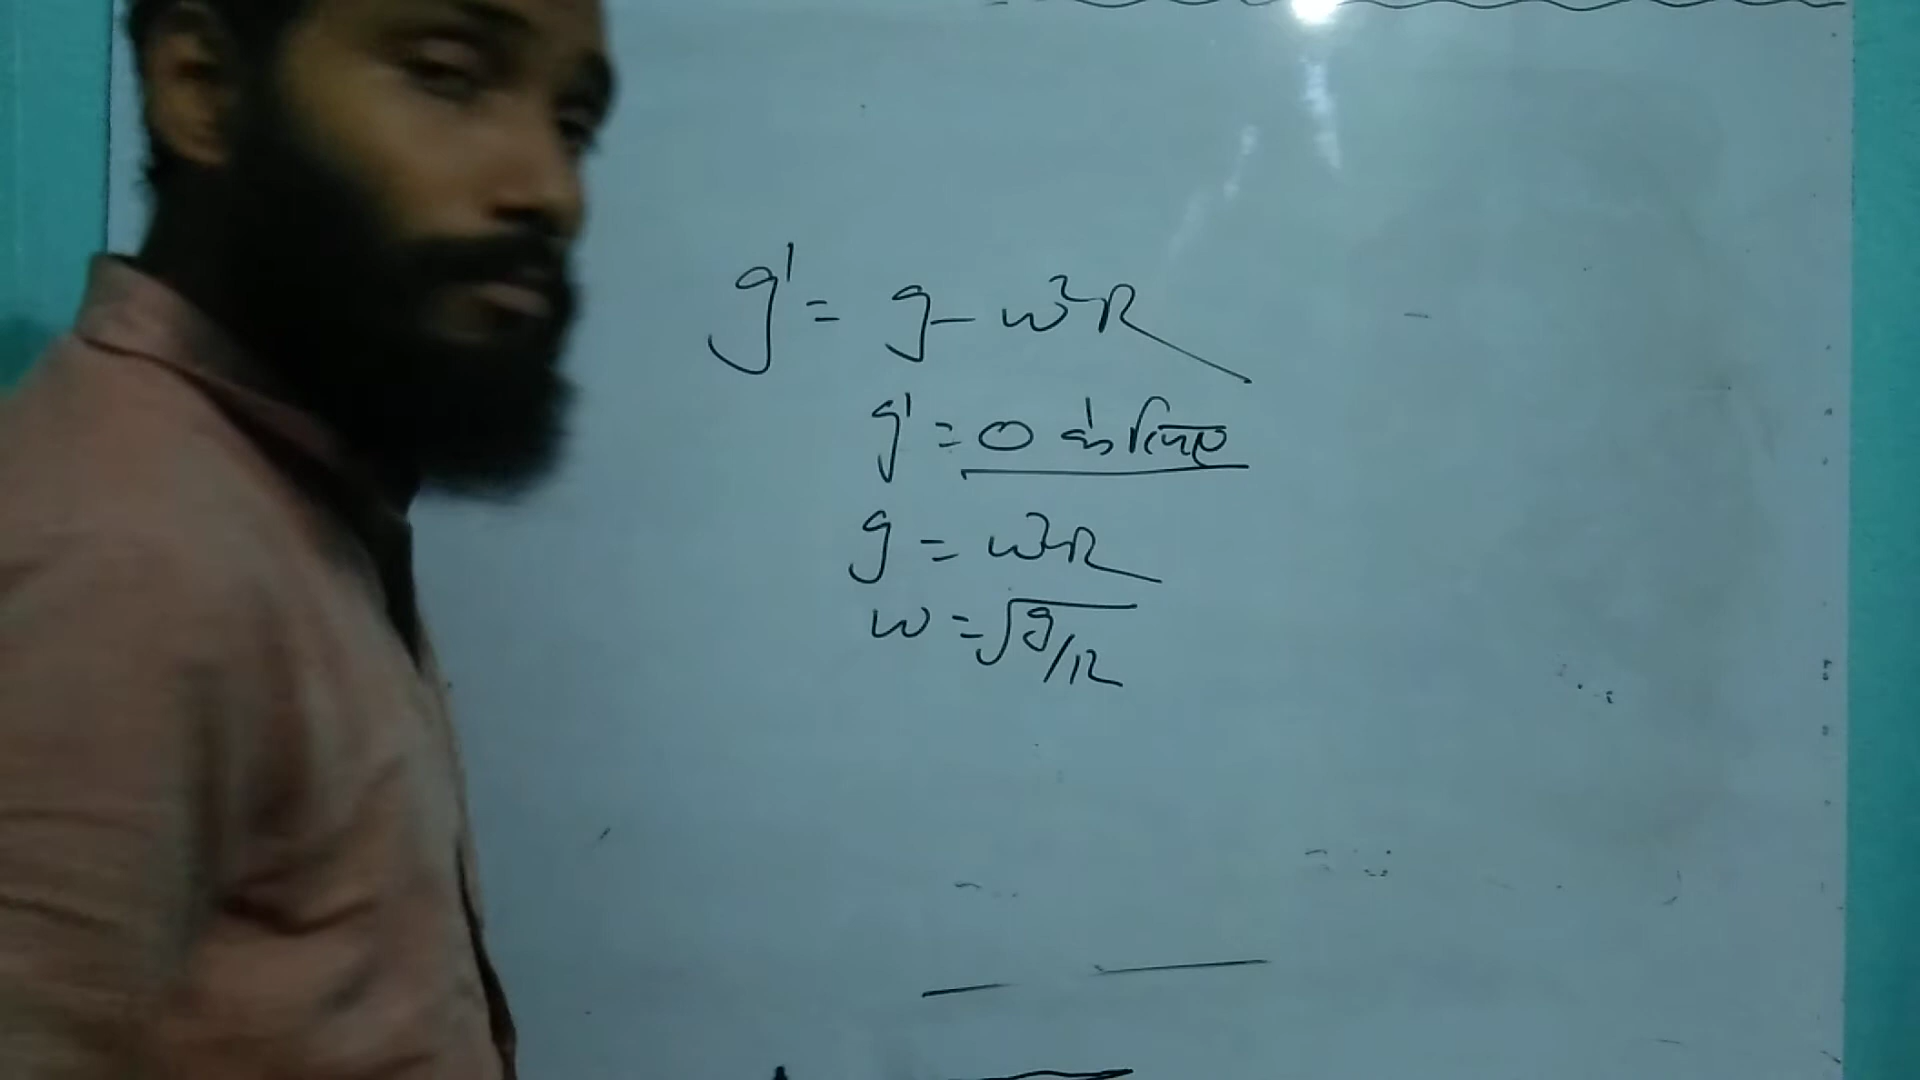 g' = g - ω²R
g' = 0 के लिए
g = ω²R
ω = √g/R